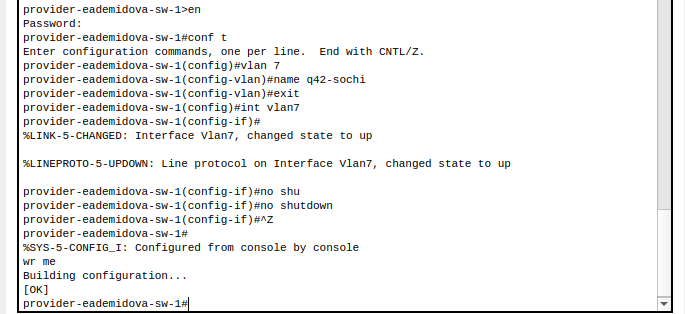 provider-eademidova-sw-1>en
Password:
provider-eademidova-sw-1#conf t
Enter configuration commands, one per line.  End with CNTL/Z.
provider-eademidova-sw-1(config)#vlan 7
provider-eademidova-sw-1(config-vlan)#name q42-sochi
provider-eademidova-sw-1(config-vlan)#exit
provider-eademidova-sw-1(config)#int vlan7
provider-eademidova-sw-1(config-if)#
%LINK-5-CHANGED: Interface Vlan7, changed state to up
%LINEPROTO-5-UPDOWN: Line protocol on Interface Vlan7, changed state to up
provider-eademidova-sw-1(config-if)#no shu
provider-eademidova-sw-1(config-if)#no shutdown
provider-eademidova-sw-1(config-if)#^Z
provider-eademidova-sw-1#
%SYS-5-CONFIG_I: Configured from console by console
wr me
Building configuration...
[OK]
provider-eademidova-sw-1#